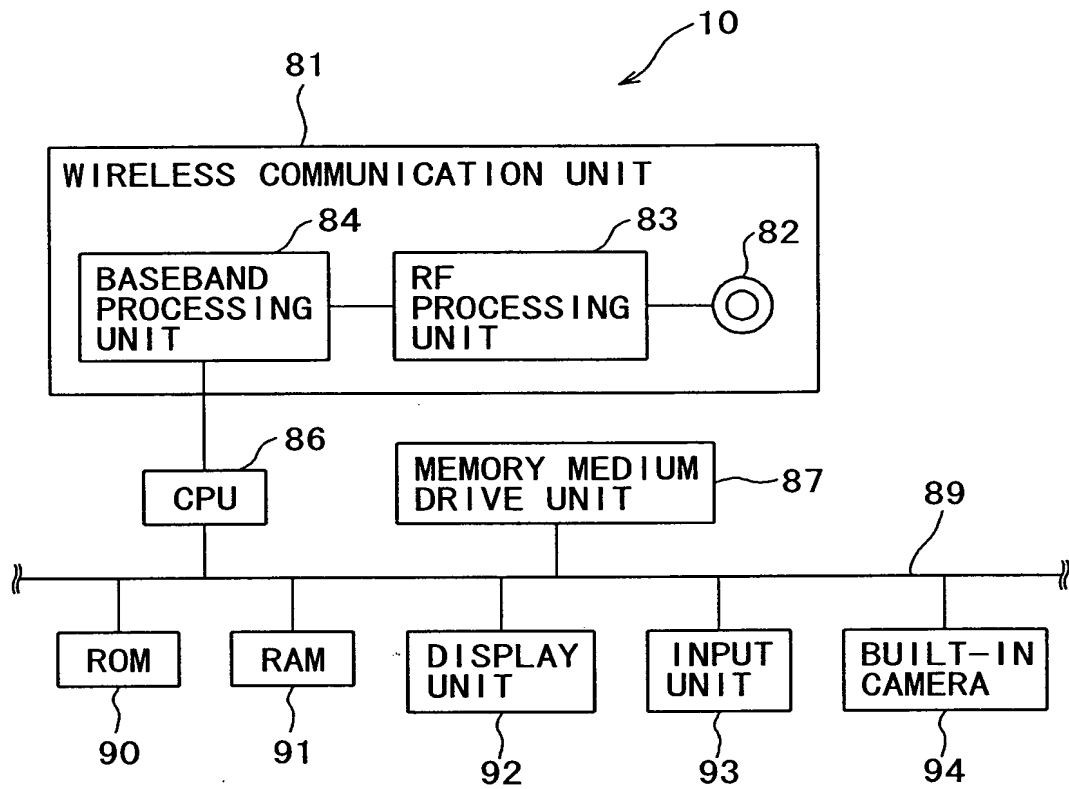 10
81
WIRELESS COMMUNICATION UNIT
84
83
82
BASEBAND
PROCESSING
UNIT
RF
PROCESSING
UNIT
86
CPU
MEMORY MEDIUM
DRIVE UNIT
87
89
ROM
RAM
DISPLAY
UNIT
INPUT
UNIT
BUILT-IN
CAMERA
90
91
92
93
94